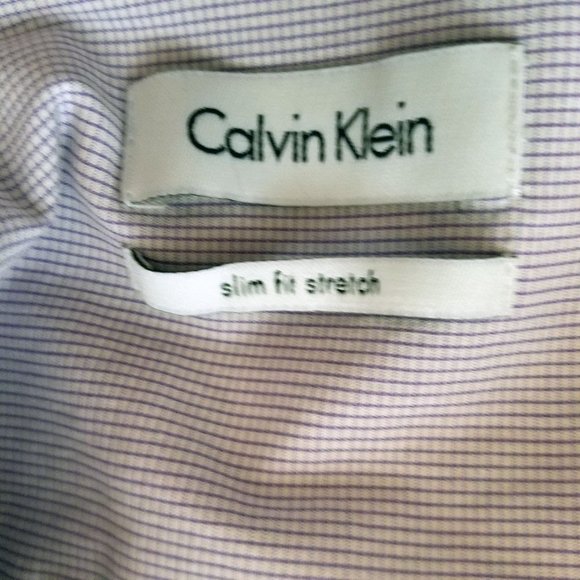 Calvin Klein
slim fit stretch